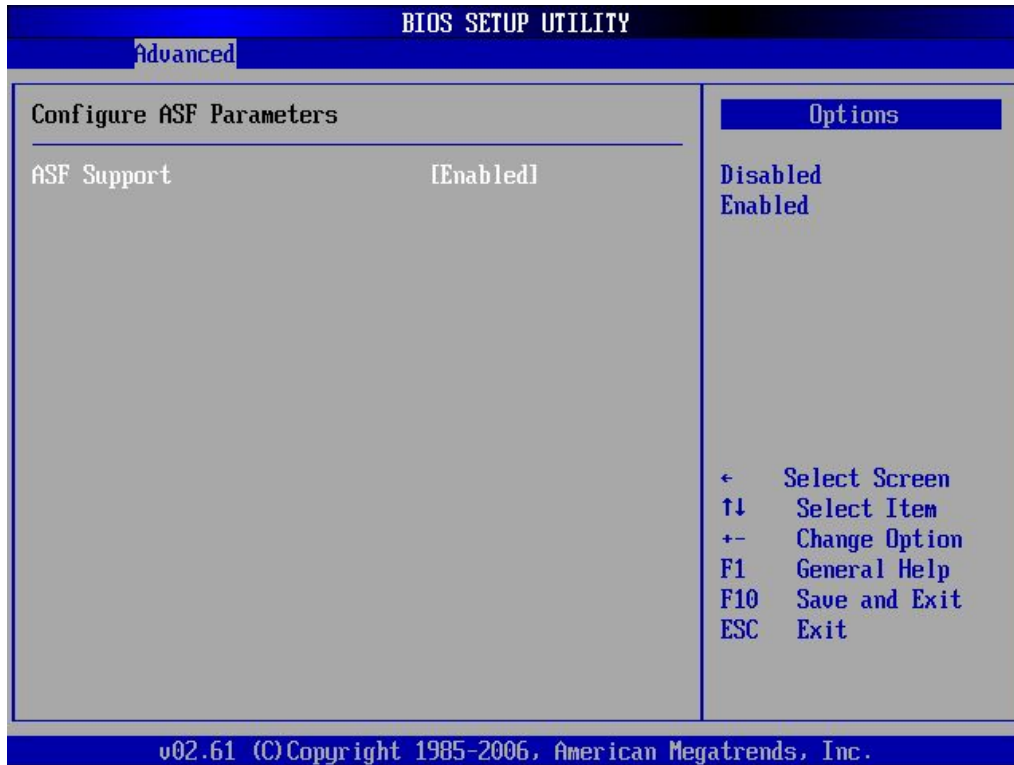 BIOS SETUP UTILITY
Advanced
Configure ASF Parameters
ASF Support [Enabled]
Options
Disabled
Enabled
← Select Screen
↑↓ Select Item
+- Change Option
F1 General Help
F10 Save and Exit
ESC Exit
v02.61 (C)Copyright 1985-2006, American Megatrends, Inc.